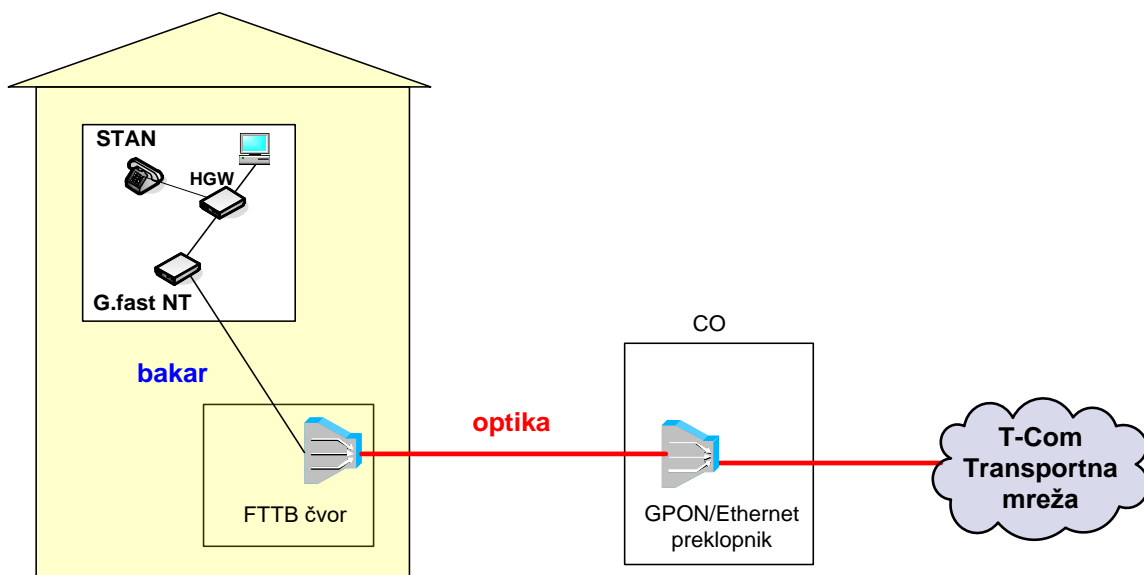 STAN
HGW
G.fast NT
bakar
FTTB čvor
optika
CO
GPON/Ethernet
preklopnik
T-Com
Transportna
mreža